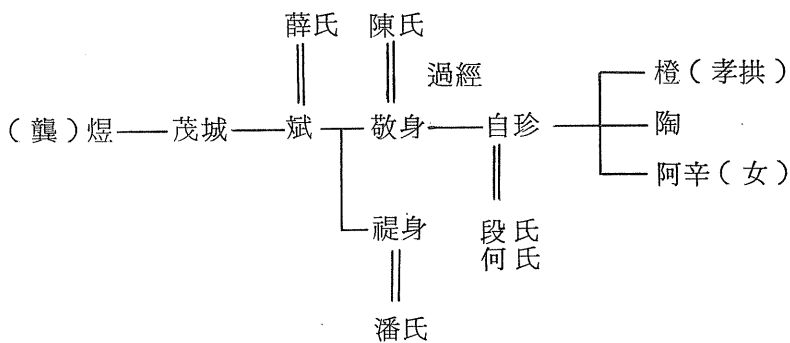 薛氏 陳氏
過經
橙（孝拱）
（龔）煜 茂城 斌 敬身 自珍 陶
阿辛（女）
禔身 段氏
何氏
潘氏